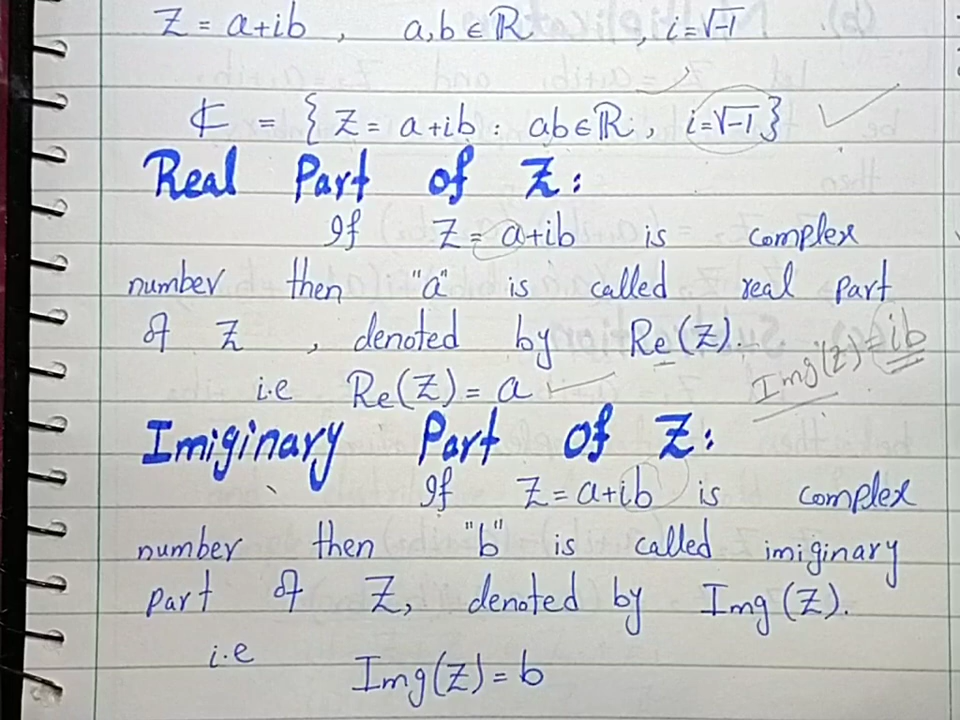 Z = a+ib , a,b ∈ ℝ , i=√-1
ℂ = { Z = a+ib : ab∈ℝ, i=√-1 }
Real Part of Z:
If Z = a+ib is complex
number then "a" is called real part
of Z , denoted by Re(Z).
Img(Z) = ib
i.e Re(Z) = a
Imiginary Part of Z:
If Z = a+ib is complex
number then "b" is called imiginary
part of Z, denoted by Img(Z).
i.e
Img(Z) = b